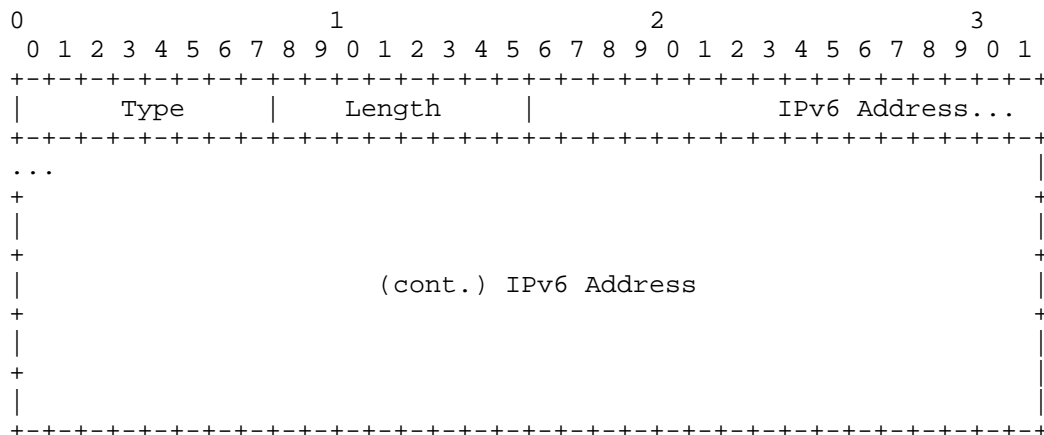 0                   1                   2                   3
 0 1 2 3 4 5 6 7 8 9 0 1 2 3 4 5 6 7 8 9 0 1 2 3 4 5 6 7 8 9 0 1
+-+-+-+-+-+-+-+-+-+-+-+-+-+-+-+-+-+-+-+-+-+-+-+-+-+-+-+-+-+-+-+-+
|      Type     |    Length     |               IPv6 Address...
+-+-+-+-+-+-+-+-+-+-+-+-+-+-+-+-+-+-+-+-+-+-+-+-+-+-+-+-+-+-+-+-+
...                                                             |
+                                                               +
|                                                               |
+                                                               +
|                      (cont.) IPv6 Address                     |
+                                                               +
|                                                               |
+                                                               |
|                                                               |
+-+-+-+-+-+-+-+-+-+-+-+-+-+-+-+-+-+-+-+-+-+-+-+-+-+-+-+-+-+-+-+-+